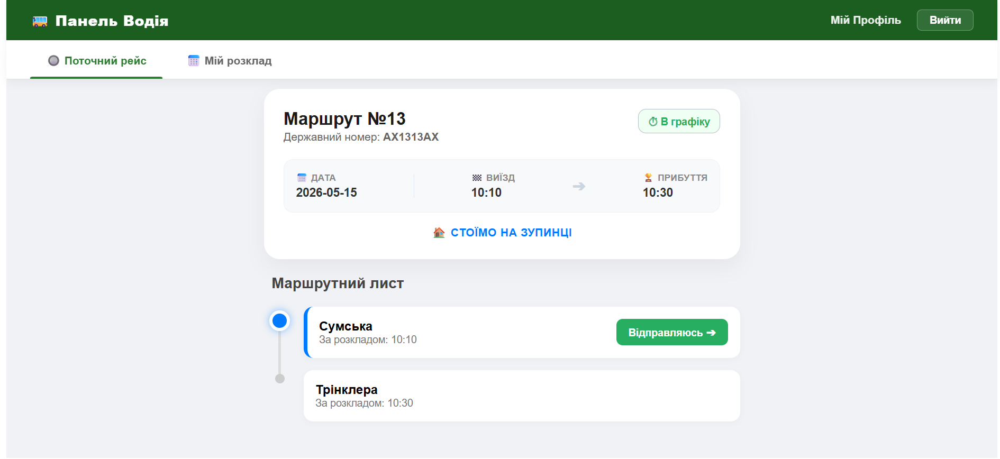 Панель Водія
Мій Профіль
Вийти
Поточний рейс
Мій розклад
Маршрут №13
Державний номер: АХ1313АХ
В графіку
ДАТА
2026-05-15
ВИЇЗД
10:10
➔
ПРИБУТТЯ
10:30
СТОЇМО НА ЗУПИНЦІ
Маршрутний лист
Сумська
За розкладом: 10:10
Відправляюсь ➔
Трінклера
За розкладом: 10:30